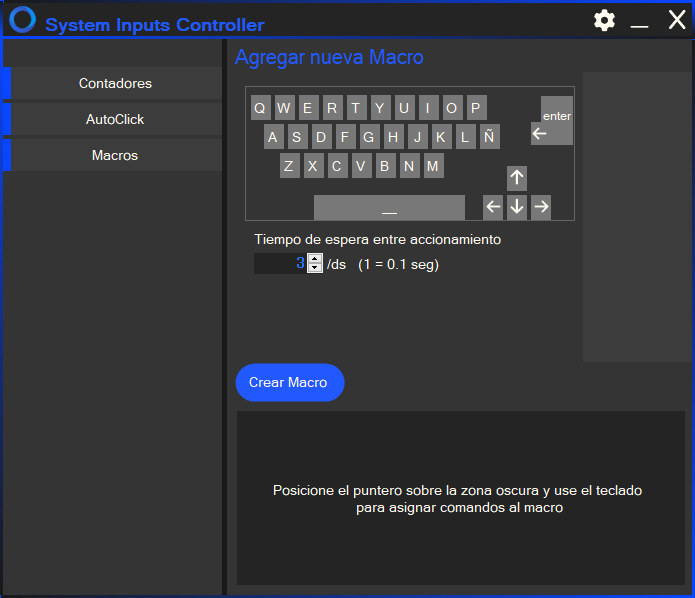 System Inputs Controller
Contadores
AutoClick
Macros
Agregar nueva Macro
Q W E R T Y U I O P
enter
A S D F G H J K L Ñ
Z X C V B N M
Tiempo de espera entre accionamiento
3 /ds (1 = 0.1 seg)
Crear Macro
Posicione el puntero sobre la zona oscura y use el teclado
para asignar comandos al macro